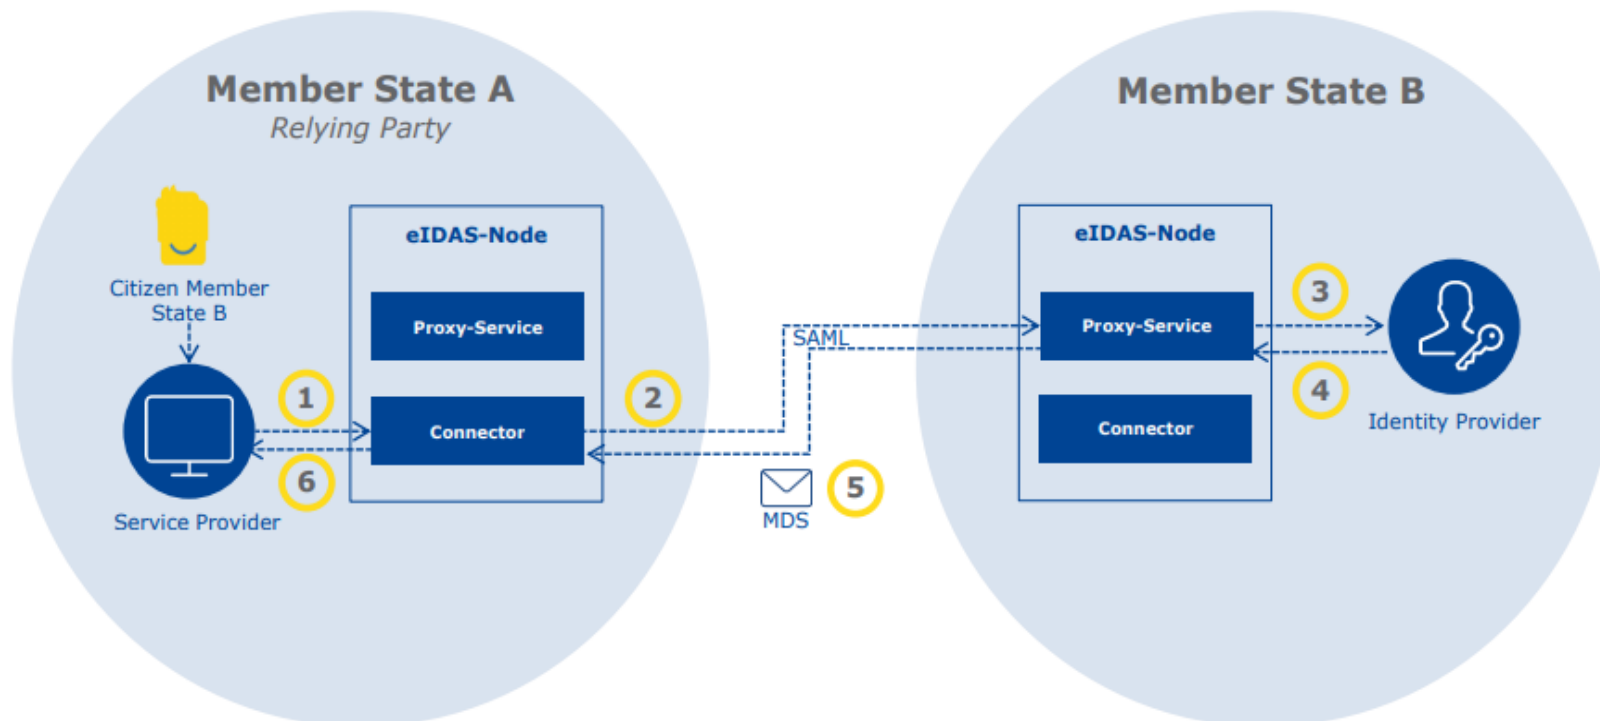 Member State A
Relying Party
Citizen Member
State B
Service Provider
1
6
eIDAS-Node
Proxy-Service
Connector
2
SAML
MDS
5
Member State B
eIDAS-Node
Proxy-Service
Connector
3
4
Identity Provider